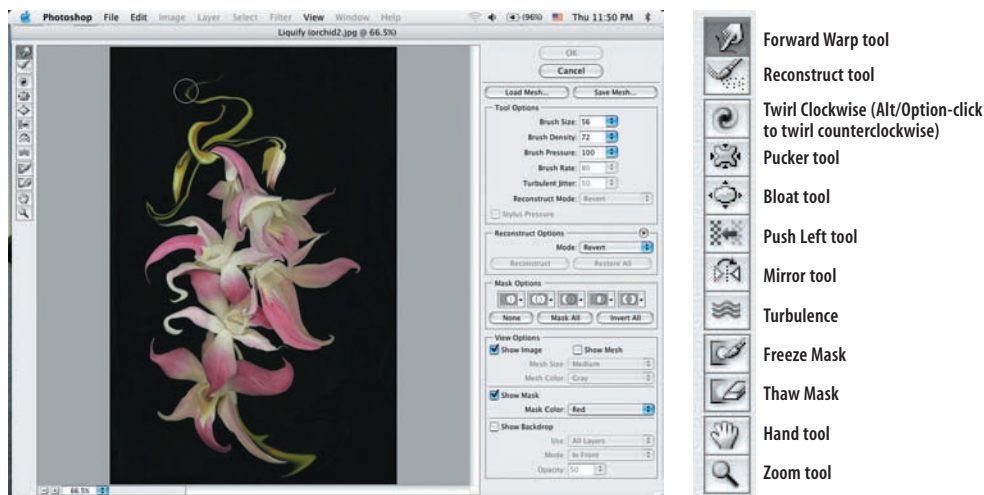 Photoshop File Edit Image Layer Select Filter View Window Help (96%) Thu 11:50 PM
Liquify (orchid2.jpg @ 66.5%)
OK
Cancel
Load Mesh... Save Mesh...
Tool Options
Brush Size: 56
Brush Density: 72
Brush Pressure: 100
Brush Rate: 80
Turbulent Jitter: 50
Reconstruct Mode: Revert
Stylus Pressure
Reconstruct Options
Mode: Revert
Reconstruct Restore All
Mask Options
None Mask All Invert All
View Options
Show Image Show Mesh
Mesh Size: Medium
Mesh Color: Gray
Show Mask
Mask Color: Red
Show Backdrop
Use: All Layers
Mode: In Front
Opacity: 50
66.5%
Forward Warp tool
Reconstruct tool
Twirl Clockwise (Alt/Option-click
to twirl counterclockwise)
Pucker tool
Bloat tool
Push Left tool
Mirror tool
Turbulence
Freeze Mask
Thaw Mask
Hand tool
Zoom tool